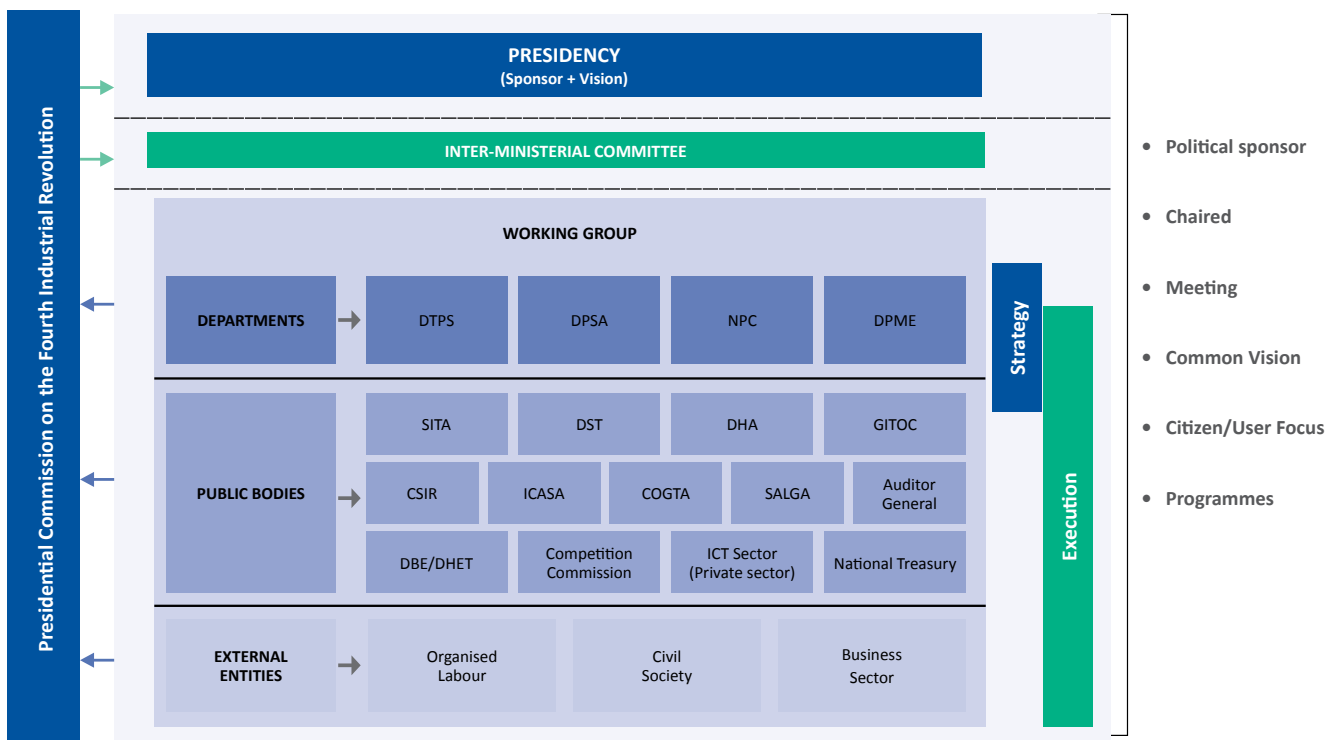 Presidential Commission on the Fourth Industrial Revolution
PRESIDENCY
(Sponsor + Vision)
INTER-MINISTERIAL COMMITTEE
WORKING GROUP
DEPARTMENTS
DTPS
DPSA
NPC
DPME
PUBLIC BODIES
SITA
DST
DHA
GITOC
CSIR
ICASA
COGTA
SALGA
Auditor
General
DBE/DHET
Competition
Commission
ICT Sector
(Private sector)
National Treasury
EXTERNAL
ENTITIES
Organised
Labour
Civil
Society
Business
Sector
Strategy
Execution
• Political sponsor
• Chaired
• Meeting
• Common Vision
• Citizen/User Focus
• Programmes